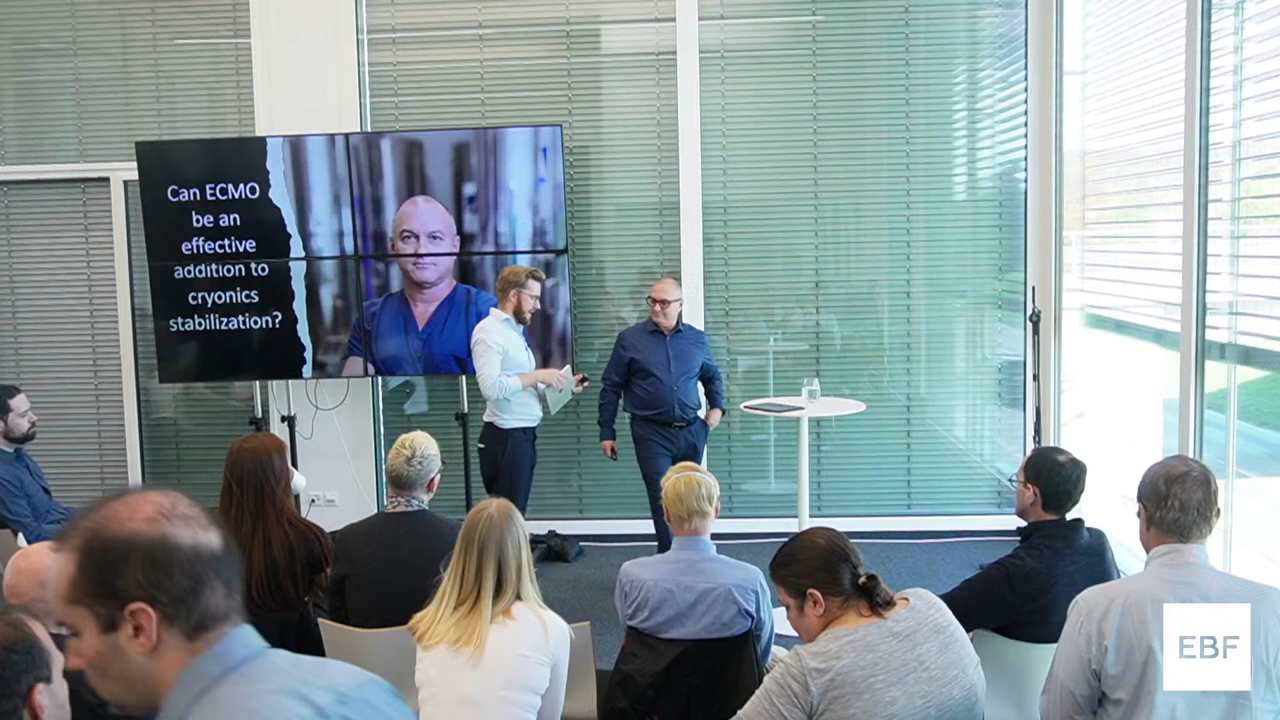 Can ECMO
be an
effective
addition to
cryonics
stabilization?
EBF